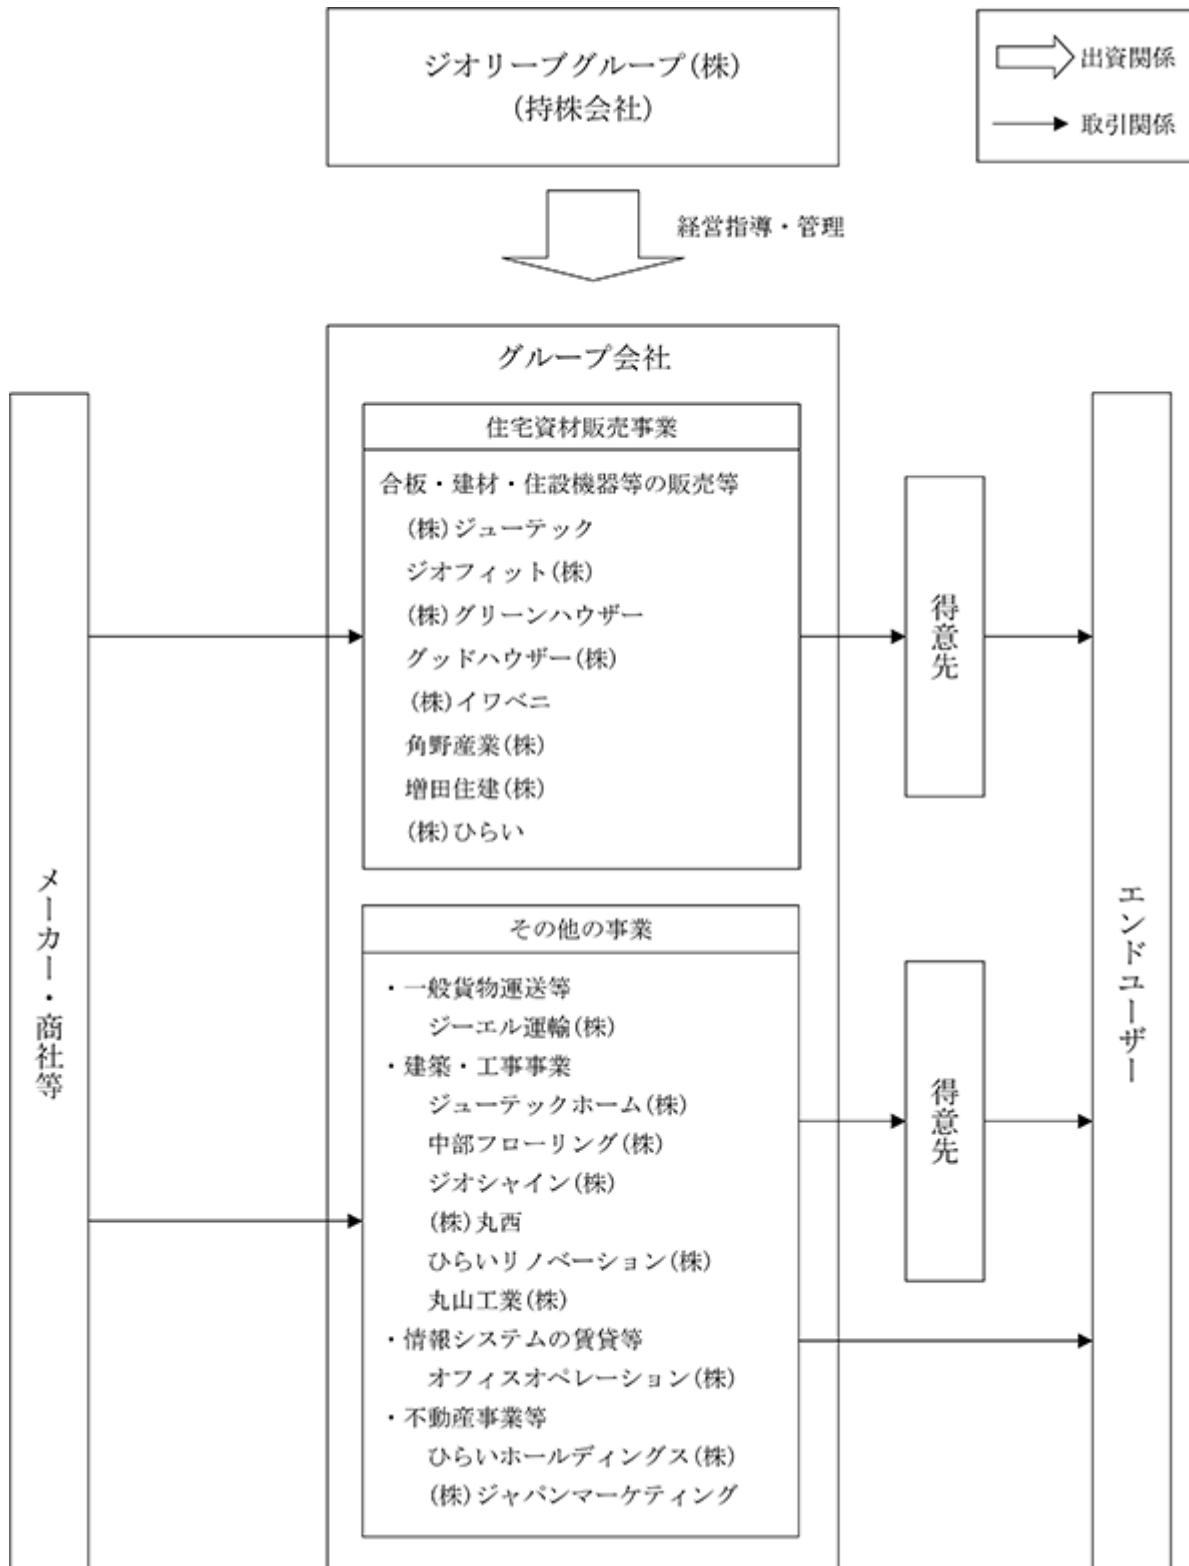 ジオリーブグループ(株)
(持株会社)
出資関係
取引関係
経営指導・管理
グループ会社
メーカー・商社等
住宅資材販売事業
合板・建材・住設機器等の販売等
(株)ジューテック
ジオフィット(株)
(株)グリーンハウザー
グッドハウザー(株)
(株)イワベニ
角野産業(株)
増田住建(株)
(株)ひらい
得意先
その他の事業
・一般貨物運送等
ジーエル運輸(株)
・建築・工事事業
ジューテックホーム(株)
中部フローリング(株)
ジオシャイン(株)
(株)丸西
ひらいリノベーション(株)
丸山工業(株)
・情報システムの賃貸等
オフィスオペレーション(株)
・不動産事業等
ひらいホールディングス(株)
(株)ジャパンマーケティング
得意先
エンドユーザー